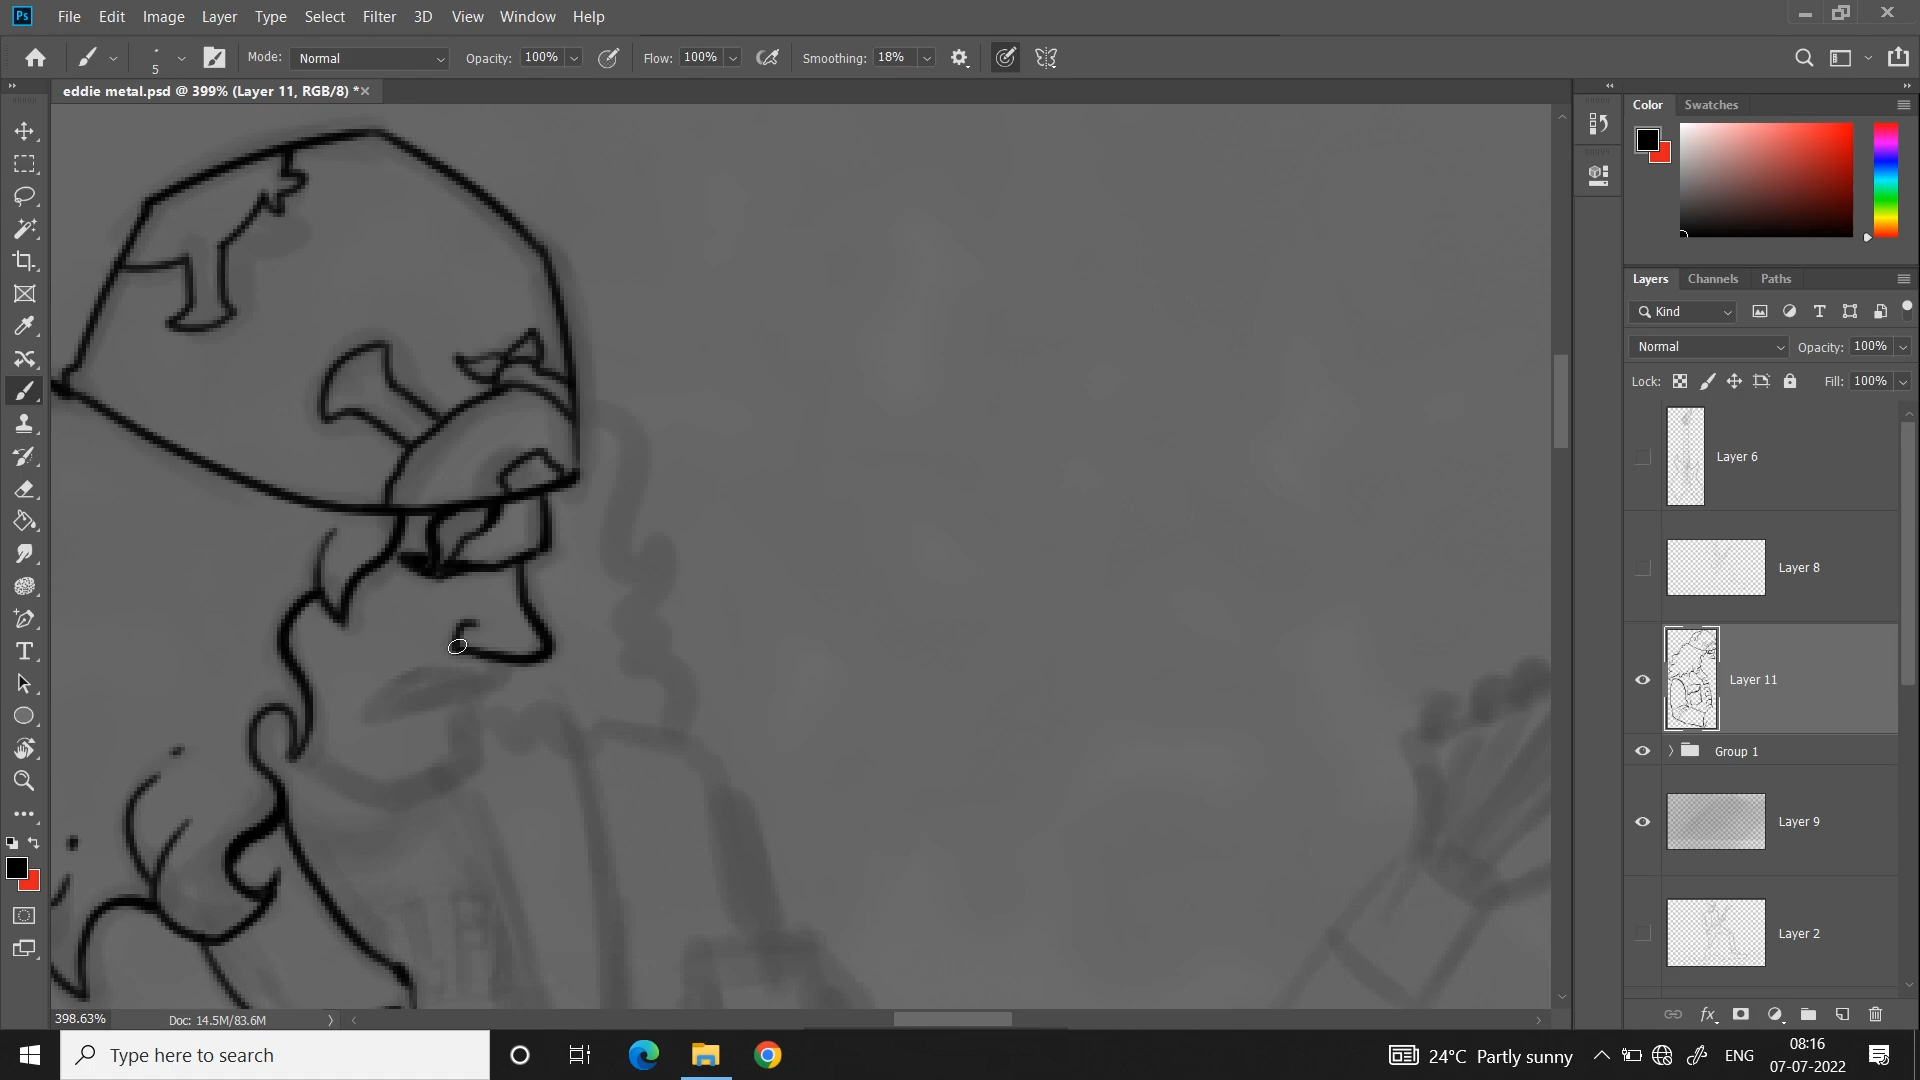 Ps File Edit Image Layer Type Select Filter 3D View Window Help
5 Mode: Normal Opacity: 100% Flow: 100% Smoothing: 18%
eddie metal.psd @ 399% (Layer 11, RGB/8) *
Color Swatches
Layers Channels Paths
Kind
Normal Opacity: 100%
Lock: Fill: 100%
Layer 6
Layer 8
Layer 11
Group 1
Layer 9
Layer 2
398.63% Doc: 14.5M/83.6M
Type here to search
24°C Partly sunny ENG
08:16
07-07-2022